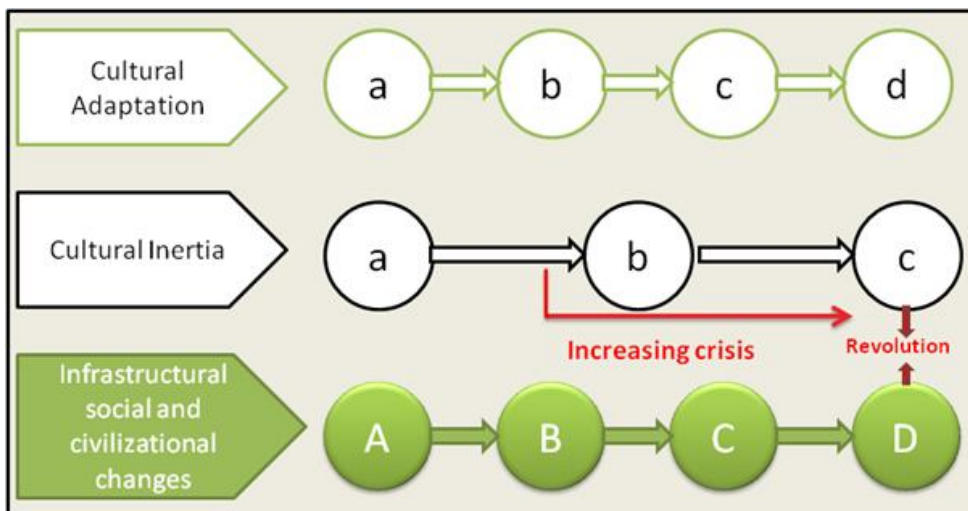 Cultural
Adaptation
a
b
c
d
Cultural Inertia
a
b
c
Increasing crisis
Revolution
Infrastructural
social and
civilizational
changes
A
B
C
D